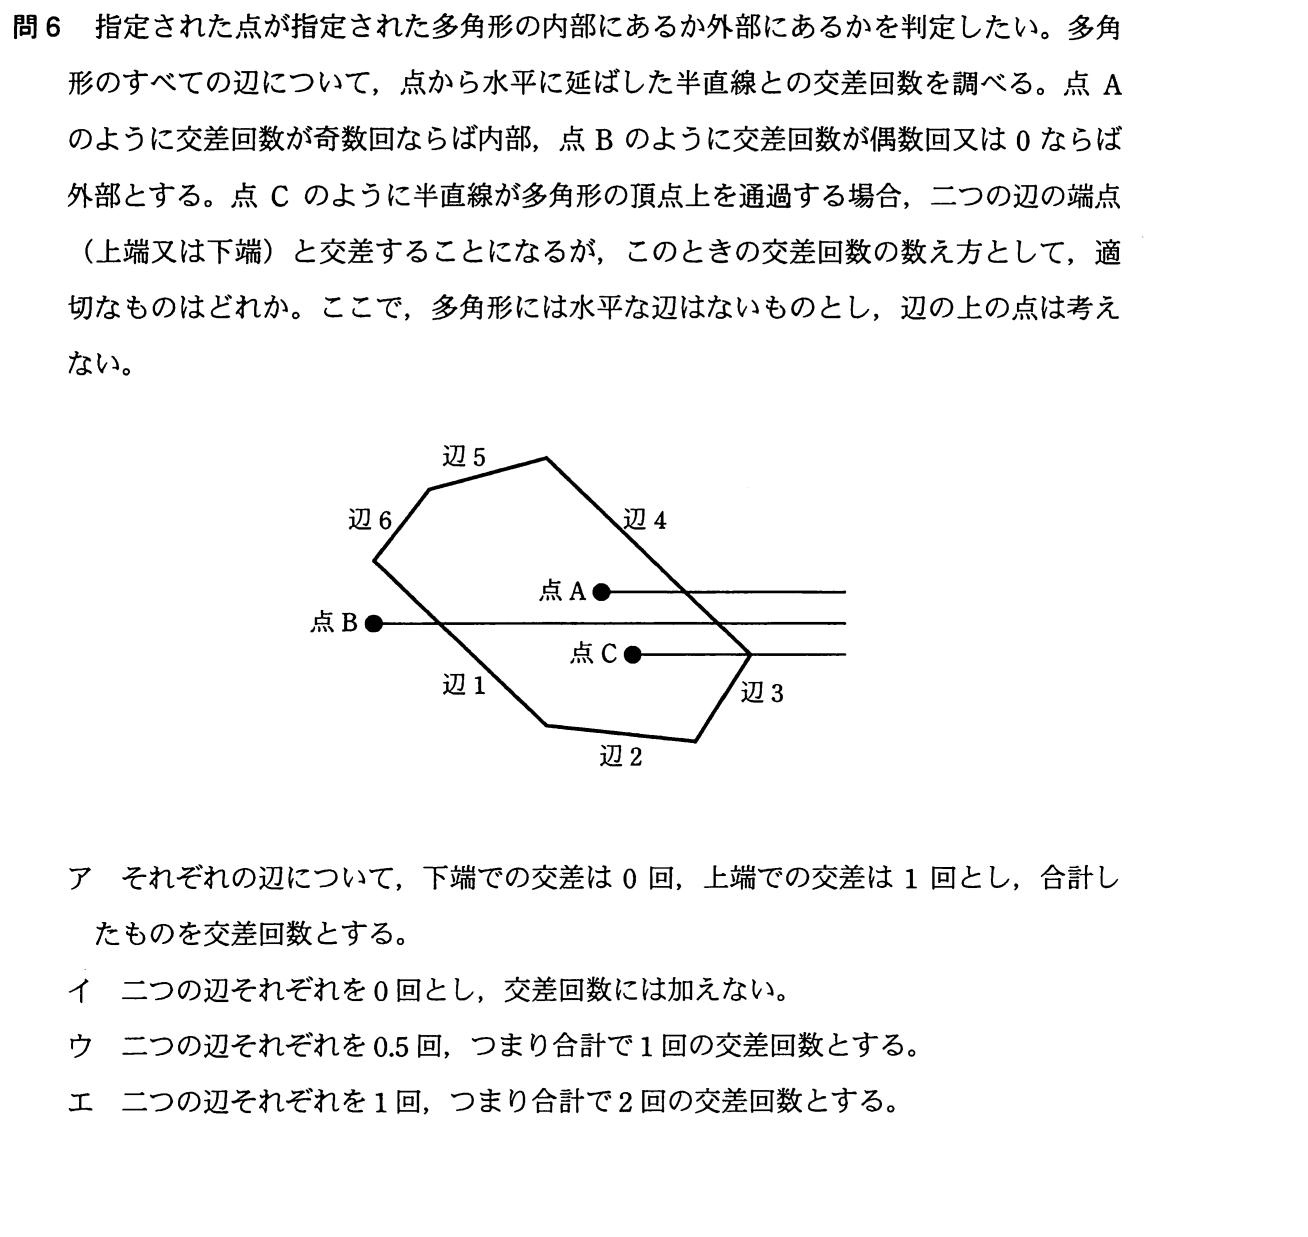 問6 指定された点が指定された多角形の内部にあるか外部にあるかを判定したい。多角
形のすべての辺について，点から水平に延ばした半直線との交差回数を調べる。点 A
のように交差回数が奇数回ならば内部，点 B のように交差回数が偶数回又は 0 ならば
外部とする。点 C のように半直線が多角形の頂点上を通過する場合，二つの辺の端点
（上端又は下端）と交差することになるが，このときの交差回数の数え方として，適
切なものはどれか。ここで，多角形には水平な辺はないものとし，辺の上の点は考え
ない。
辺 5
辺 6
辺 4
点 A
点 B
点 C
辺 1
辺 3
辺 2
ア それぞれの辺について，下端での交差は 0 回，上端での交差は 1 回とし，合計し
たものを交差回数とする。
イ 二つの辺それぞれを 0 回とし，交差回数には加えない。
ウ 二つの辺それぞれを 0.5 回，つまり合計で 1 回の交差回数とする。
エ 二つの辺それぞれを 1 回，つまり合計で 2 回の交差回数とする。